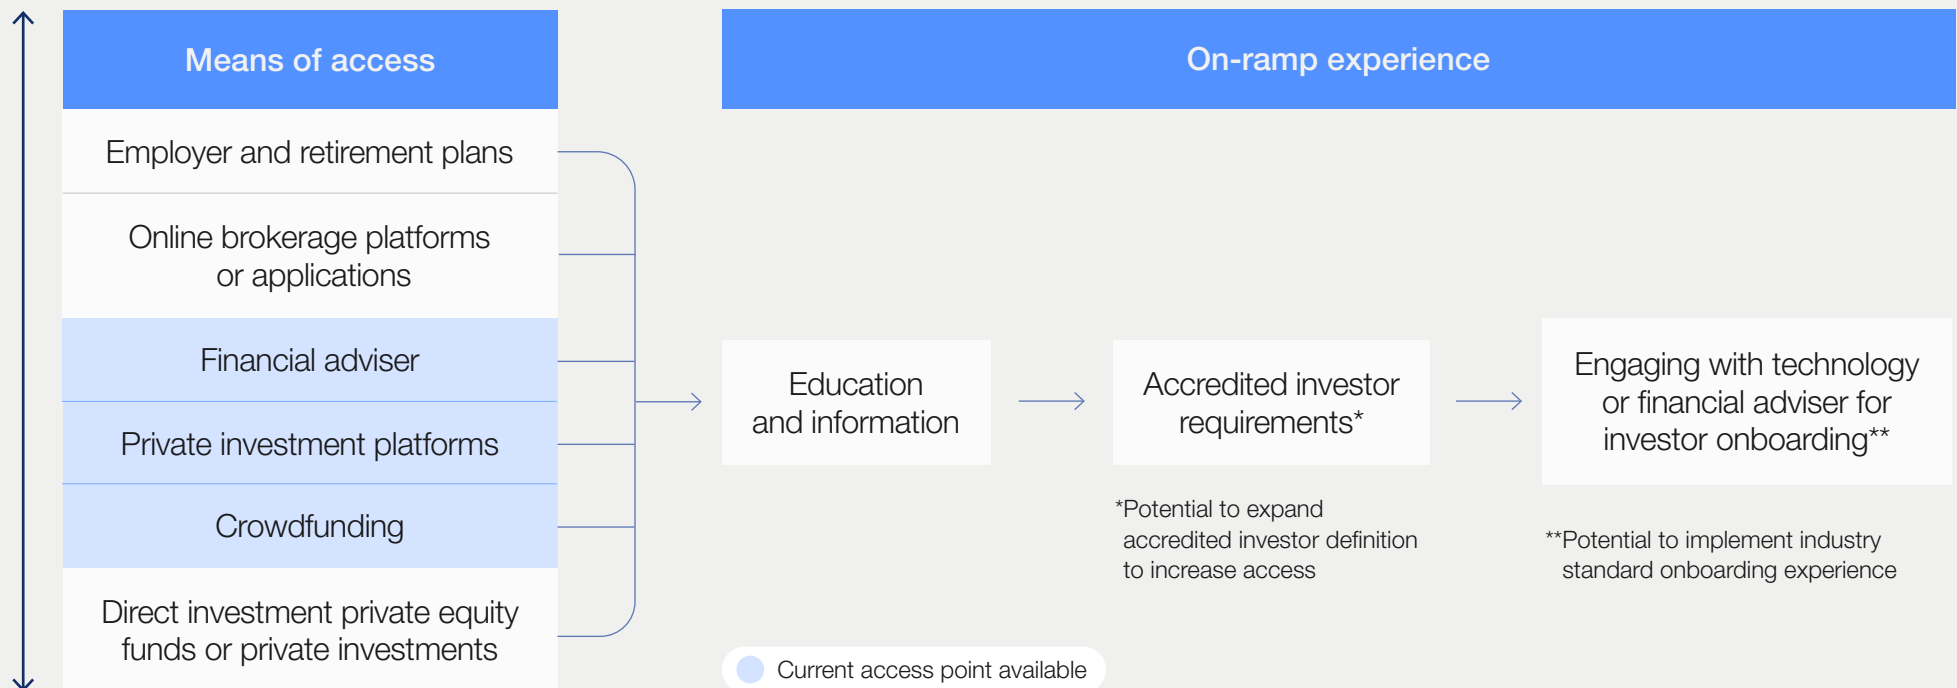 Means of access
On-ramp experience
Employer and retirement plans
Online brokerage platforms
or applications
Financial adviser
Private investment platforms
Crowdfunding
Direct investment private equity
funds or private investments
Education
and information
Accredited investor
requirements*
*Potential to expand
accredited investor definition
to increase access
Engaging with technology
or financial adviser for
investor onboarding**
**Potential to implement industry
standard onboarding experience
Current access point available